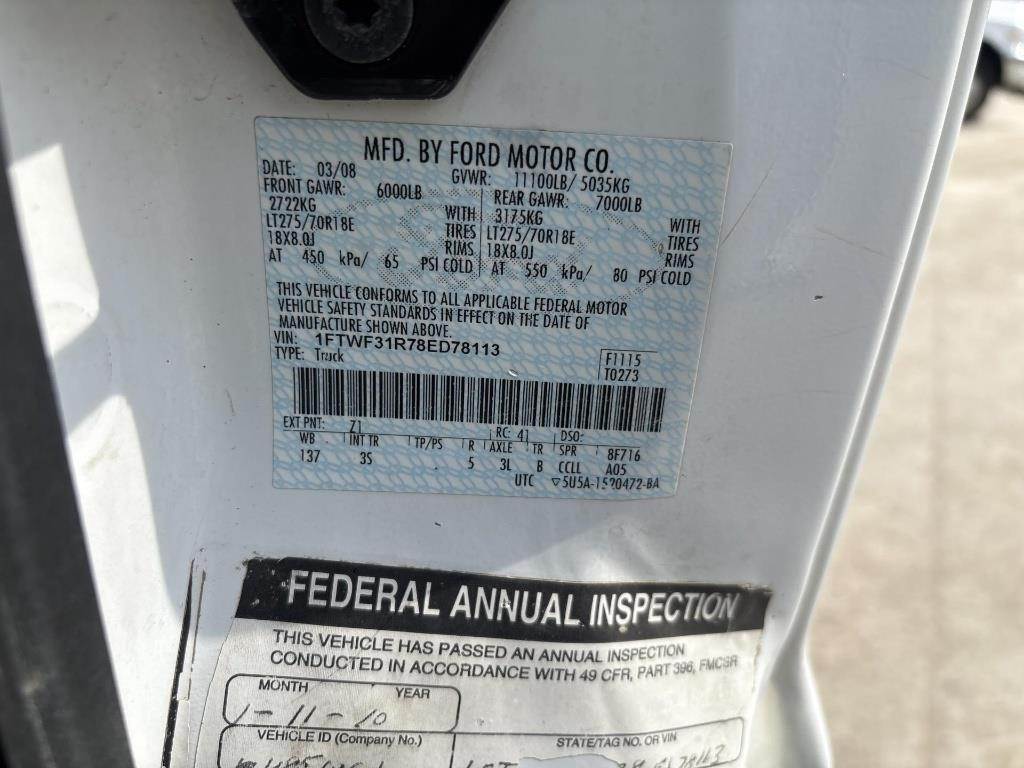 MFD. BY FORD MOTOR CO.
DATE: 03/08 GVWR: 11100LB/ 5035KG
FRONT GAWR: 6000LB REAR GAWR: 7000LB
2722KG WITH 3175KG WITH
LT275/70R18E TIRES LT275/70R18E TIRES
18X8.0J RIMS 18X8.0J RIMS
AT 450 kPa/ 65 PSI COLD AT 550 kPa/ 80 PSI COLD
THIS VEHICLE CONFORMS TO ALL APPLICABLE FEDERAL MOTOR
VEHICLE SAFETY STANDARDS IN EFFECT ON THE DATE OF
MANUFACTURE SHOWN ABOVE.
VIN: 1FTWF31R78ED78113
TYPE: Truck F1115
T0273
EXT PNT: Z1 RC: 41 DSO:
WB INT TR TP/PS R AXLE TR SPR 8F716
137 3S 5 3L B CCLL A05
UTC ▽5U5A-1520472-BA
FEDERAL ANNUAL INSPECTION
THIS VEHICLE HAS PASSED AN ANNUAL INSPECTION
CONDUCTED IN ACCORDANCE WITH 49 CFR, PART 396, FMCSR
MONTH YEAR
1-11-10
VEHICLE ID (Company No.) STATE/TAG NO. OR VIN